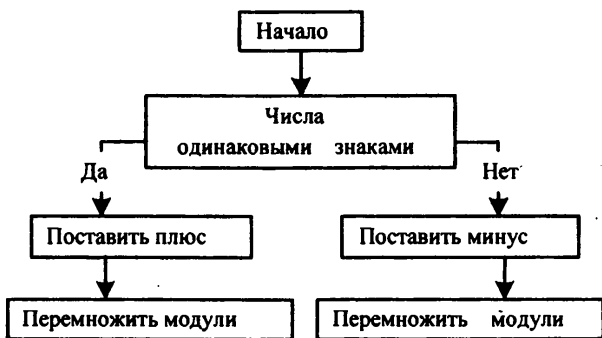 Начало
Числа
одинаковыми знаками
Да
Нет
Поставить плюс
Поставить минус
Перемножить модули
Перемножить модули